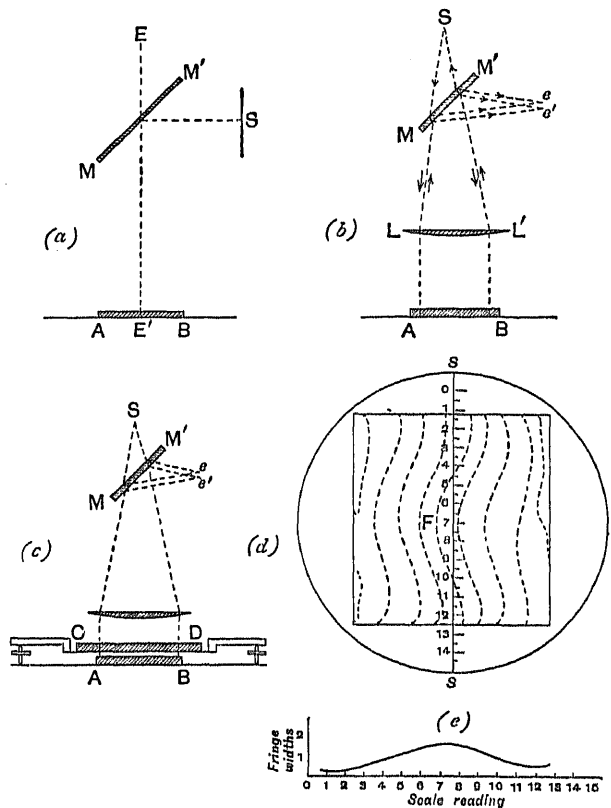 E
M'
S
M
(a)
A E' B
S
M'
e
e'
M
(b)
L L'
A B
S
M'
e
e'
M
(c)
C D
A B
(d)
S
0
1
2
3
4
5
6
F 7
8
9
10
11
12
13
14
S
(e)
Fringe widths
2
1
0 1 2 3 4 5 6 7 8 9 10 11 12 13 15
Scale reading